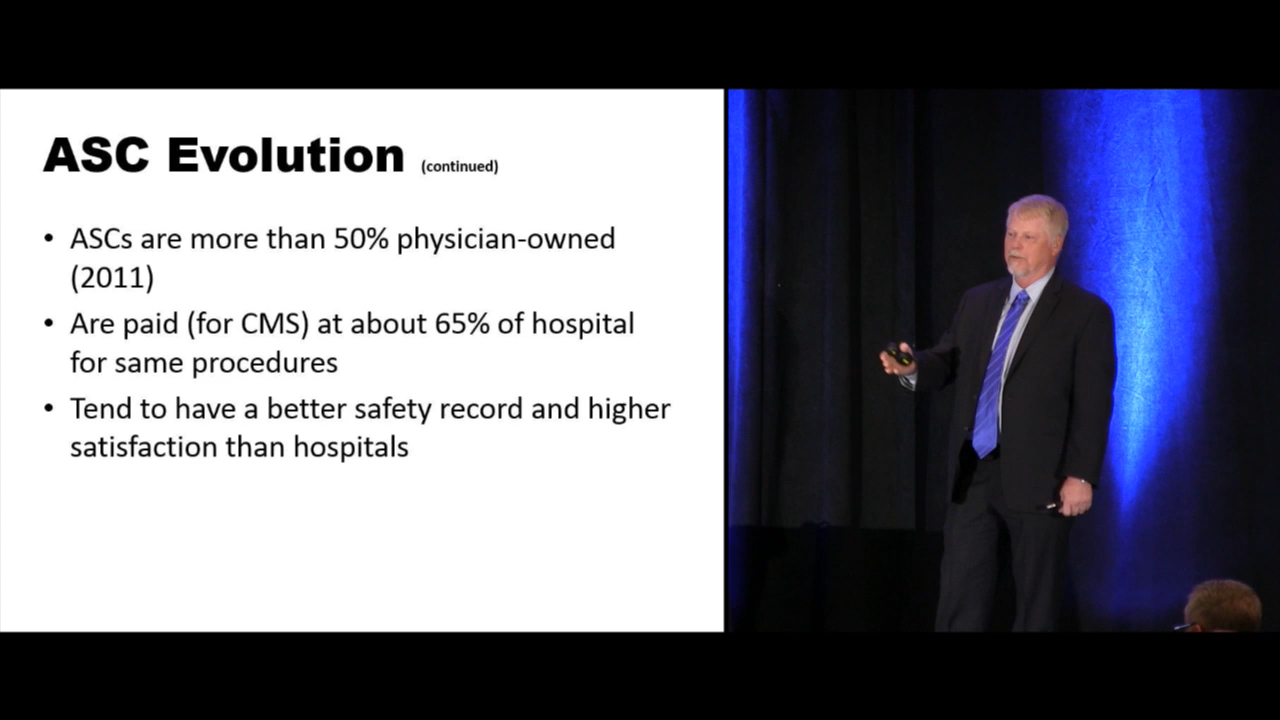 ASC Evolution (continued)
• ASCs are more than 50% physician-owned
(2011)
• Are paid (for CMS) at about 65% of hospital
for same procedures
• Tend to have a better safety record and higher
satisfaction than hospitals